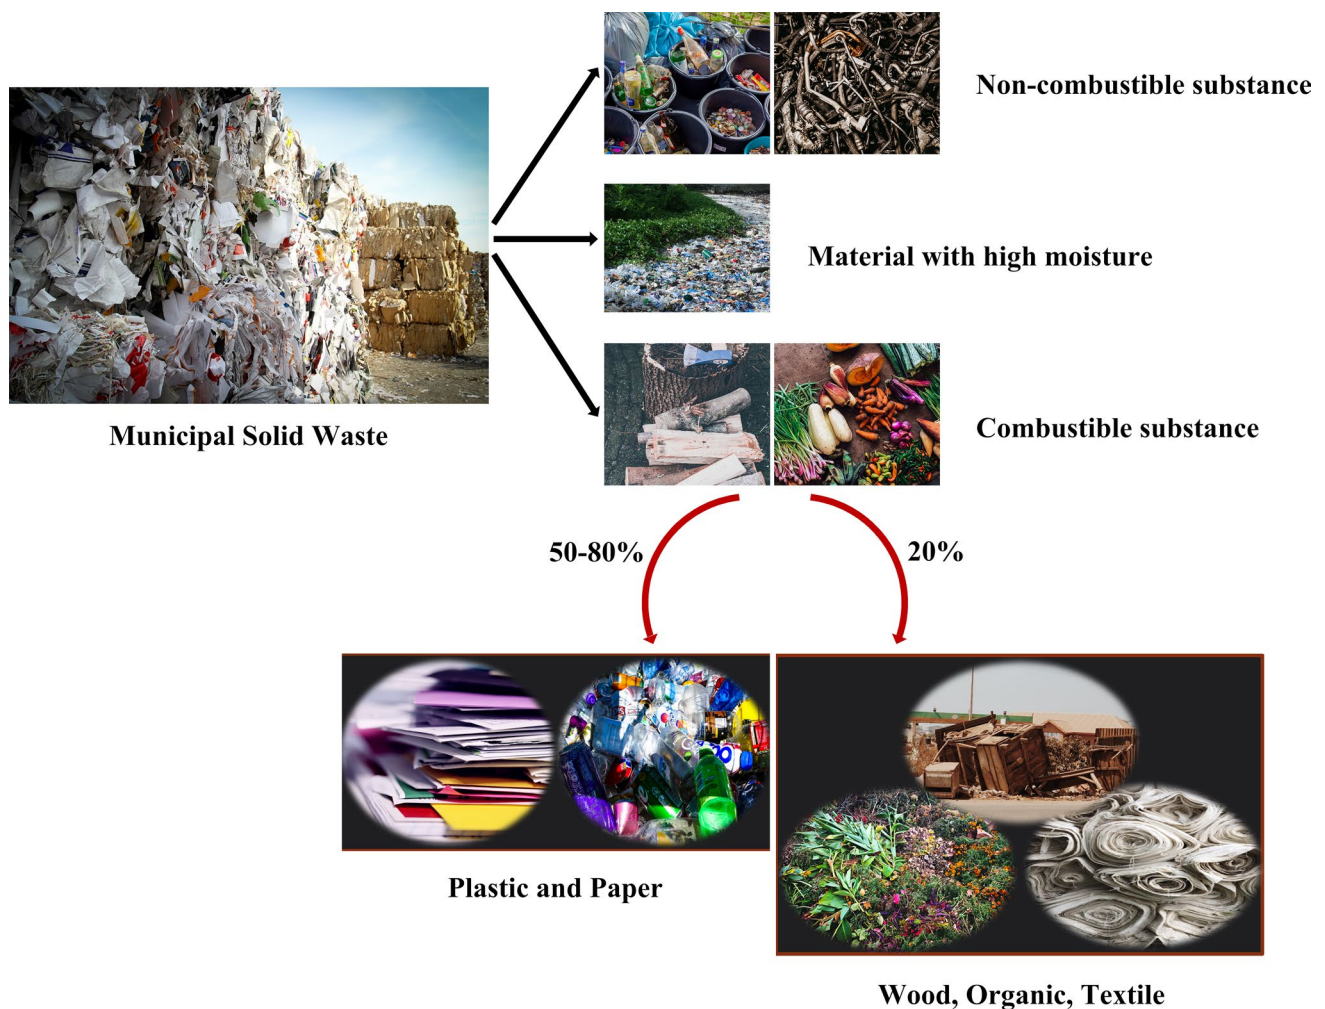 Non-combustible substance
Material with high moisture
Municipal Solid Waste
Combustible substance
50-80%
20%
Plastic and Paper
Wood, Organic, Textile